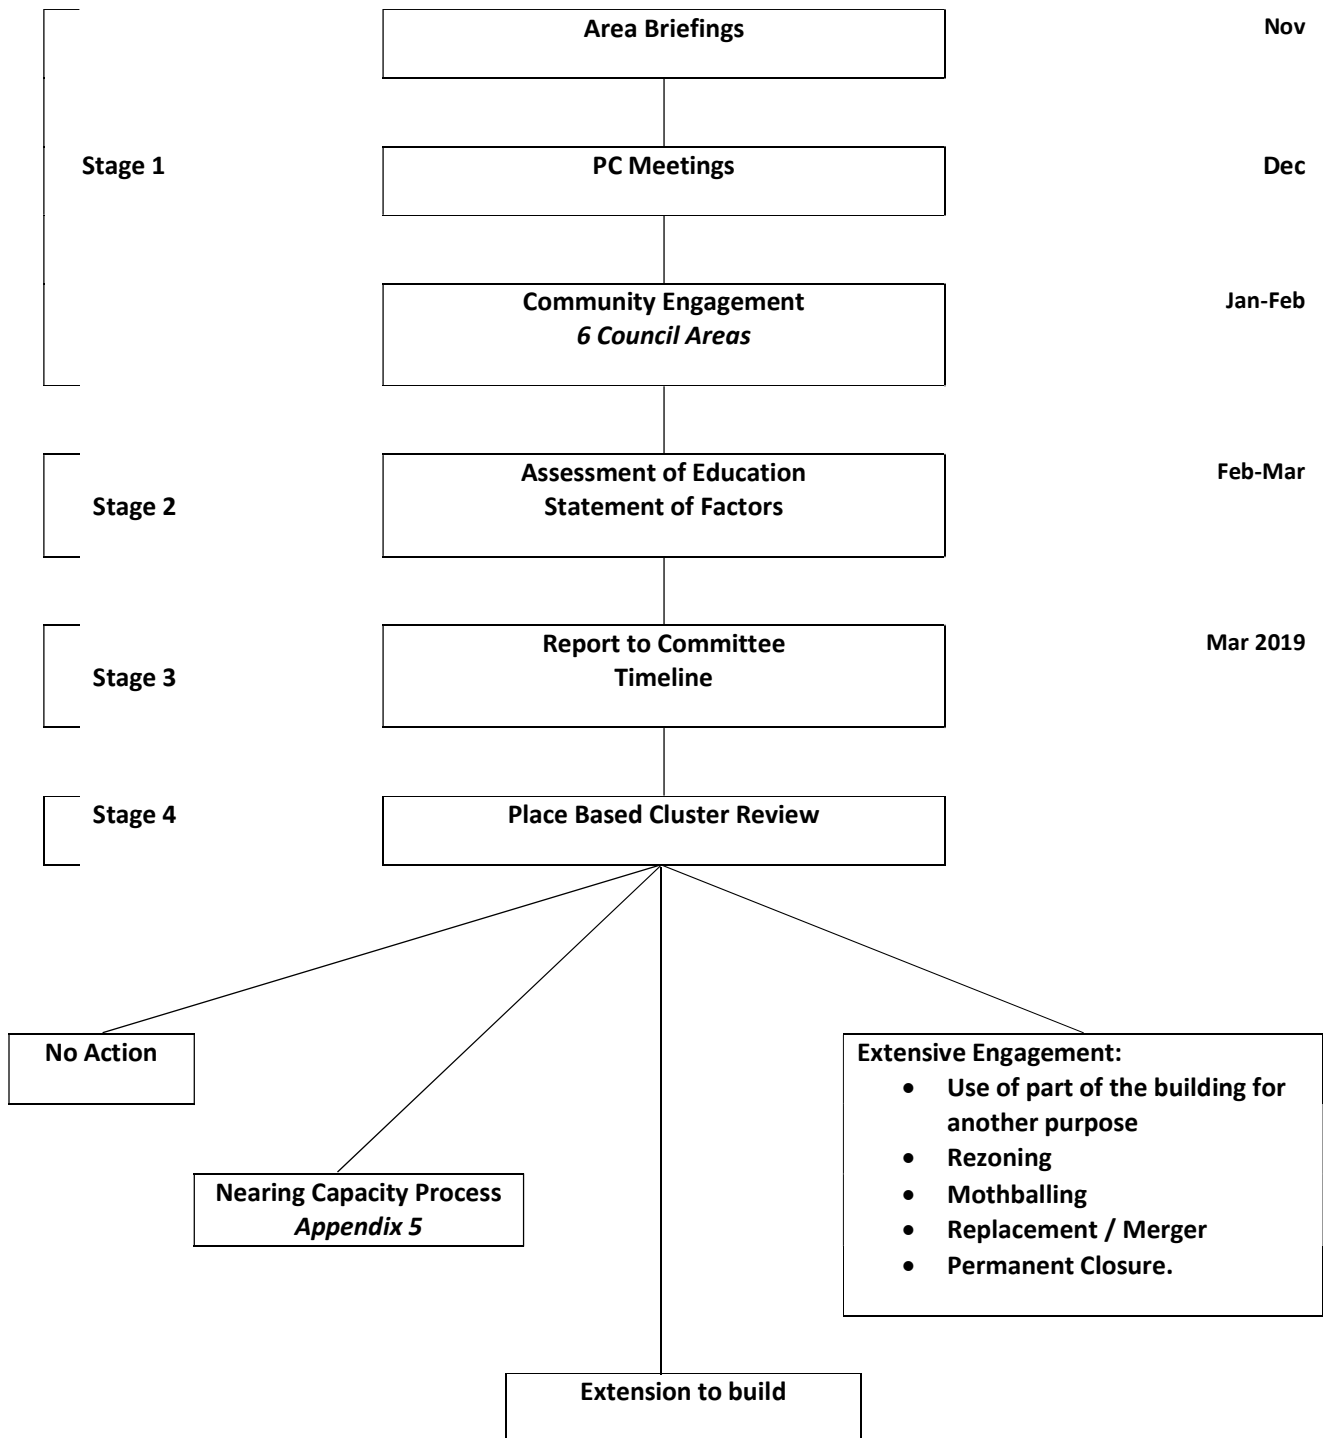 Area Briefings
Nov
Stage 1
PC Meetings
Dec
Community Engagement
6 Council Areas
Jan-Feb
Stage 2
Assessment of Education
Statement of Factors
Feb-Mar
Stage 3
Report to Committee
Timeline
Mar 2019
Stage 4
Place Based Cluster Review
No Action
Nearing Capacity Process
Appendix 5
Extension to build
Extensive Engagement:
• Use of part of the building for
another purpose
• Rezoning
• Mothballing
• Replacement / Merger
• Permanent Closure.